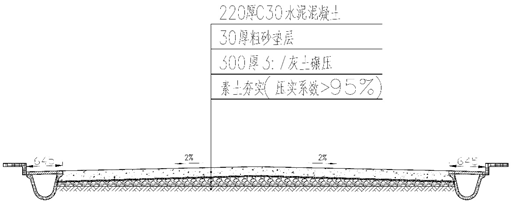 220厚C30水泥混凝土
30厚粗砂垫层
300厚3:7灰土碾压
素土夯实(压实系数>95%)
2% 2%